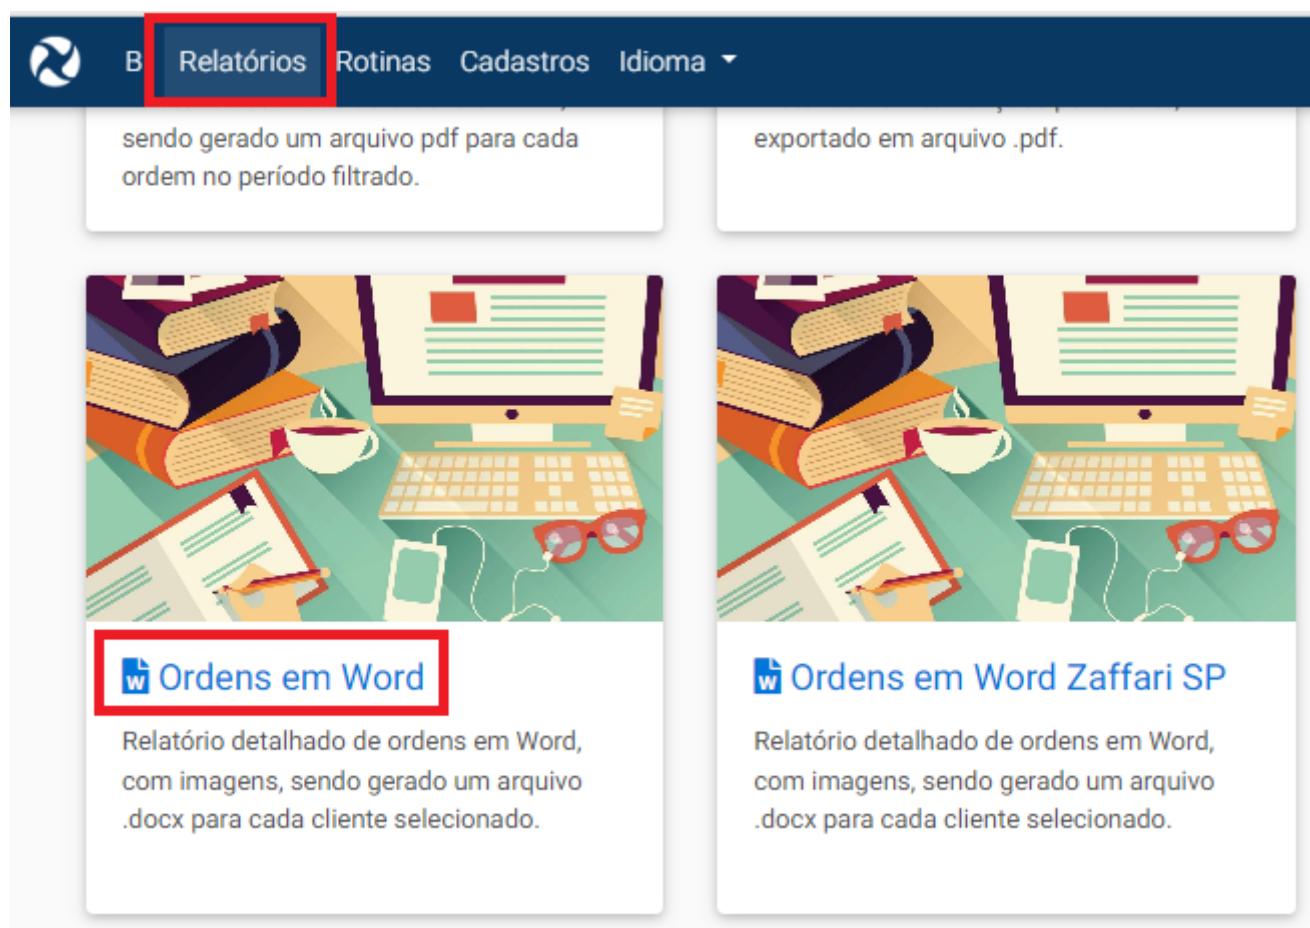 B Relatórios Rotinas Cadastros Idioma
sendo gerado um arquivo pdf para cada
ordem no período filtrado.
exportado em arquivo .pdf.
Ordens em Word
Relatório detalhado de ordens em Word,
com imagens, sendo gerado um arquivo
.docx para cada cliente selecionado.
Ordens em Word Zaffari SP
Relatório detalhado de ordens em Word,
com imagens, sendo gerado um arquivo
.docx para cada cliente selecionado.